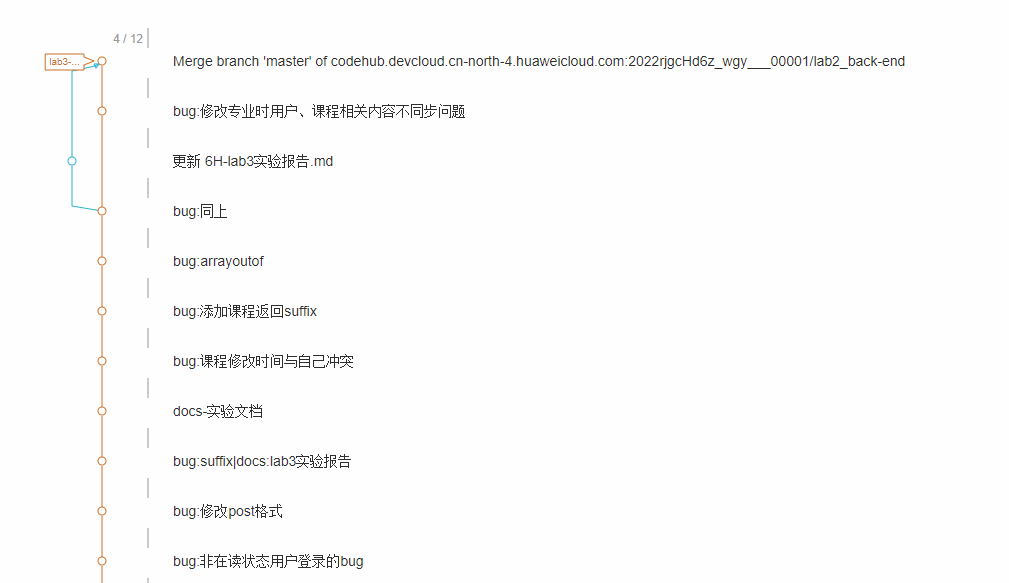 4 / 12
lab3-...
Merge branch 'master' of codehub.devcloud.cn-north-4.huaweicloud.com:2022rjgcHd6z_wgy___00001/lab2_back-end
bug:修改专业时用户、课程相关内容不同步问题
更新 6H-lab3实验报告.md
bug:同上
bug:arrayoutof
bug:添加课程返回suffix
bug:课程修改时间与自己冲突
docs-实验文档
bug:suffix|docs:lab3实验报告
bug:修改post格式
bug:非在读状态用户登录的bug